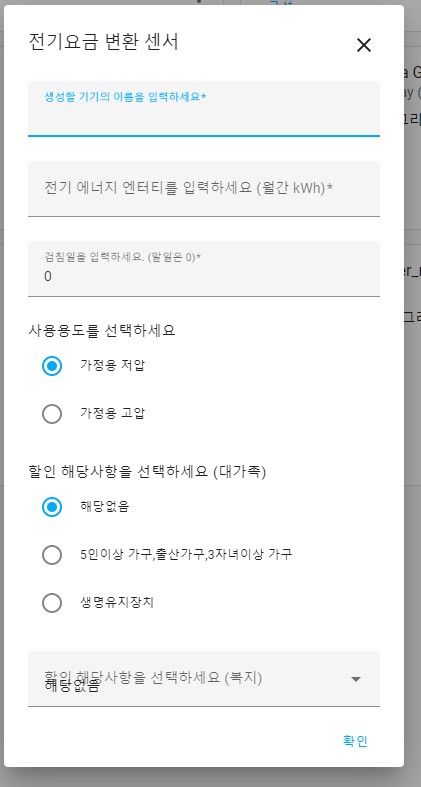 전기요금 변환 센서
생성할 기기의 이름을 입력하세요*
전기 에너지 엔터티를 입력하세요 (월간 kWh)*
검침일을 입력하세요. (말일은 0)*
0
사용용도를 선택하세요
가정용 저압
가정용 고압
할인 해당사항을 선택하세요 (대가족)
해당없음
5인이상 가구,출산가구,3자녀이상 가구
생명유지장치
할인 해당사항을 선택하세요 (복지)
해당없음
확인